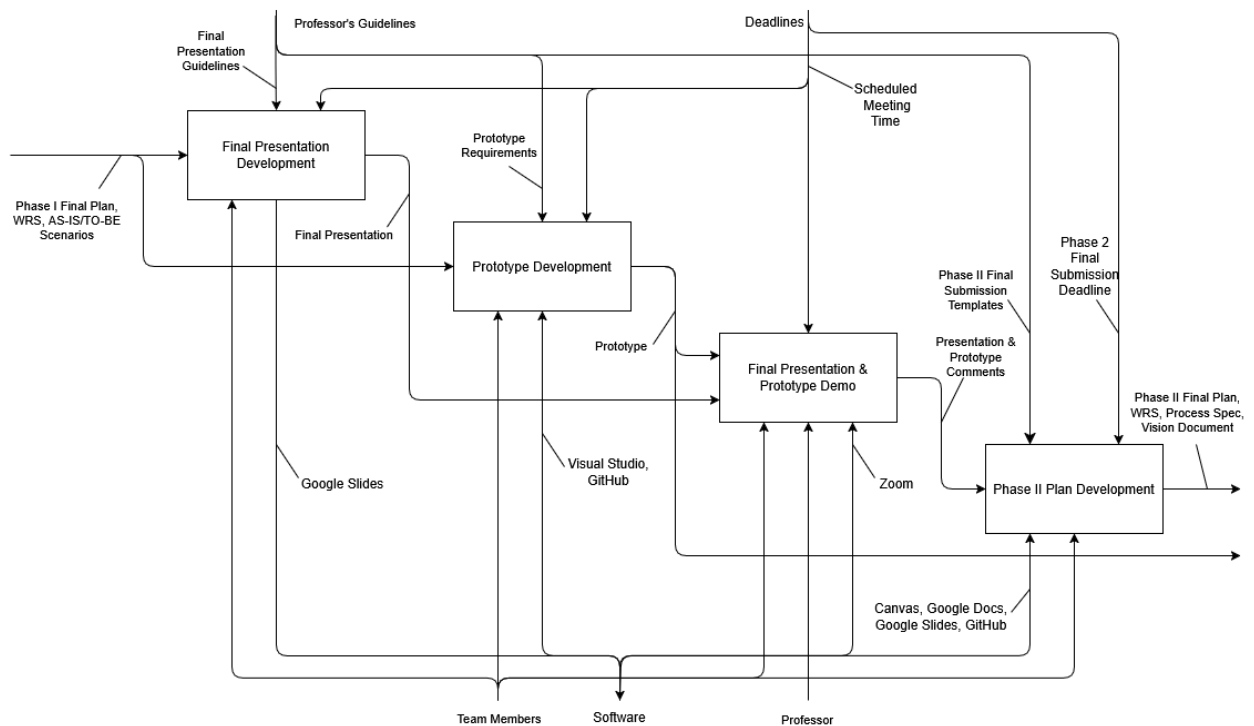 Professor's Guidelines
Deadlines
Final
Presentation
Guidelines
Scheduled
Meeting
Time
Final Presentation
Development
Prototype
Requirements
Phase I Final Plan,
WRS, AS-IS/TO-BE
Scenarios
Final Presentation
Prototype Development
Phase 2
Final
Submission
Deadline
Phase II Final
Submission
Templates
Prototype
Presentation &
Prototype
Comments
Final Presentation &
Prototype Demo
Phase II Final Plan,
WRS, Process Spec,
Vision Document
Google Slides
Visual Studio,
GitHub
Zoom
Phase II Plan Development
Canvas, Google Docs,
Google Slides, GitHub
Team Members
Software
Professor